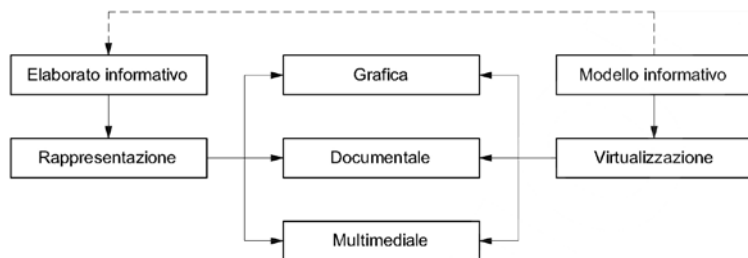 Elaborato informativo
Grafica
Modello informativo
Rappresentazione
Documentale
Virtualizzazione
Multimediale